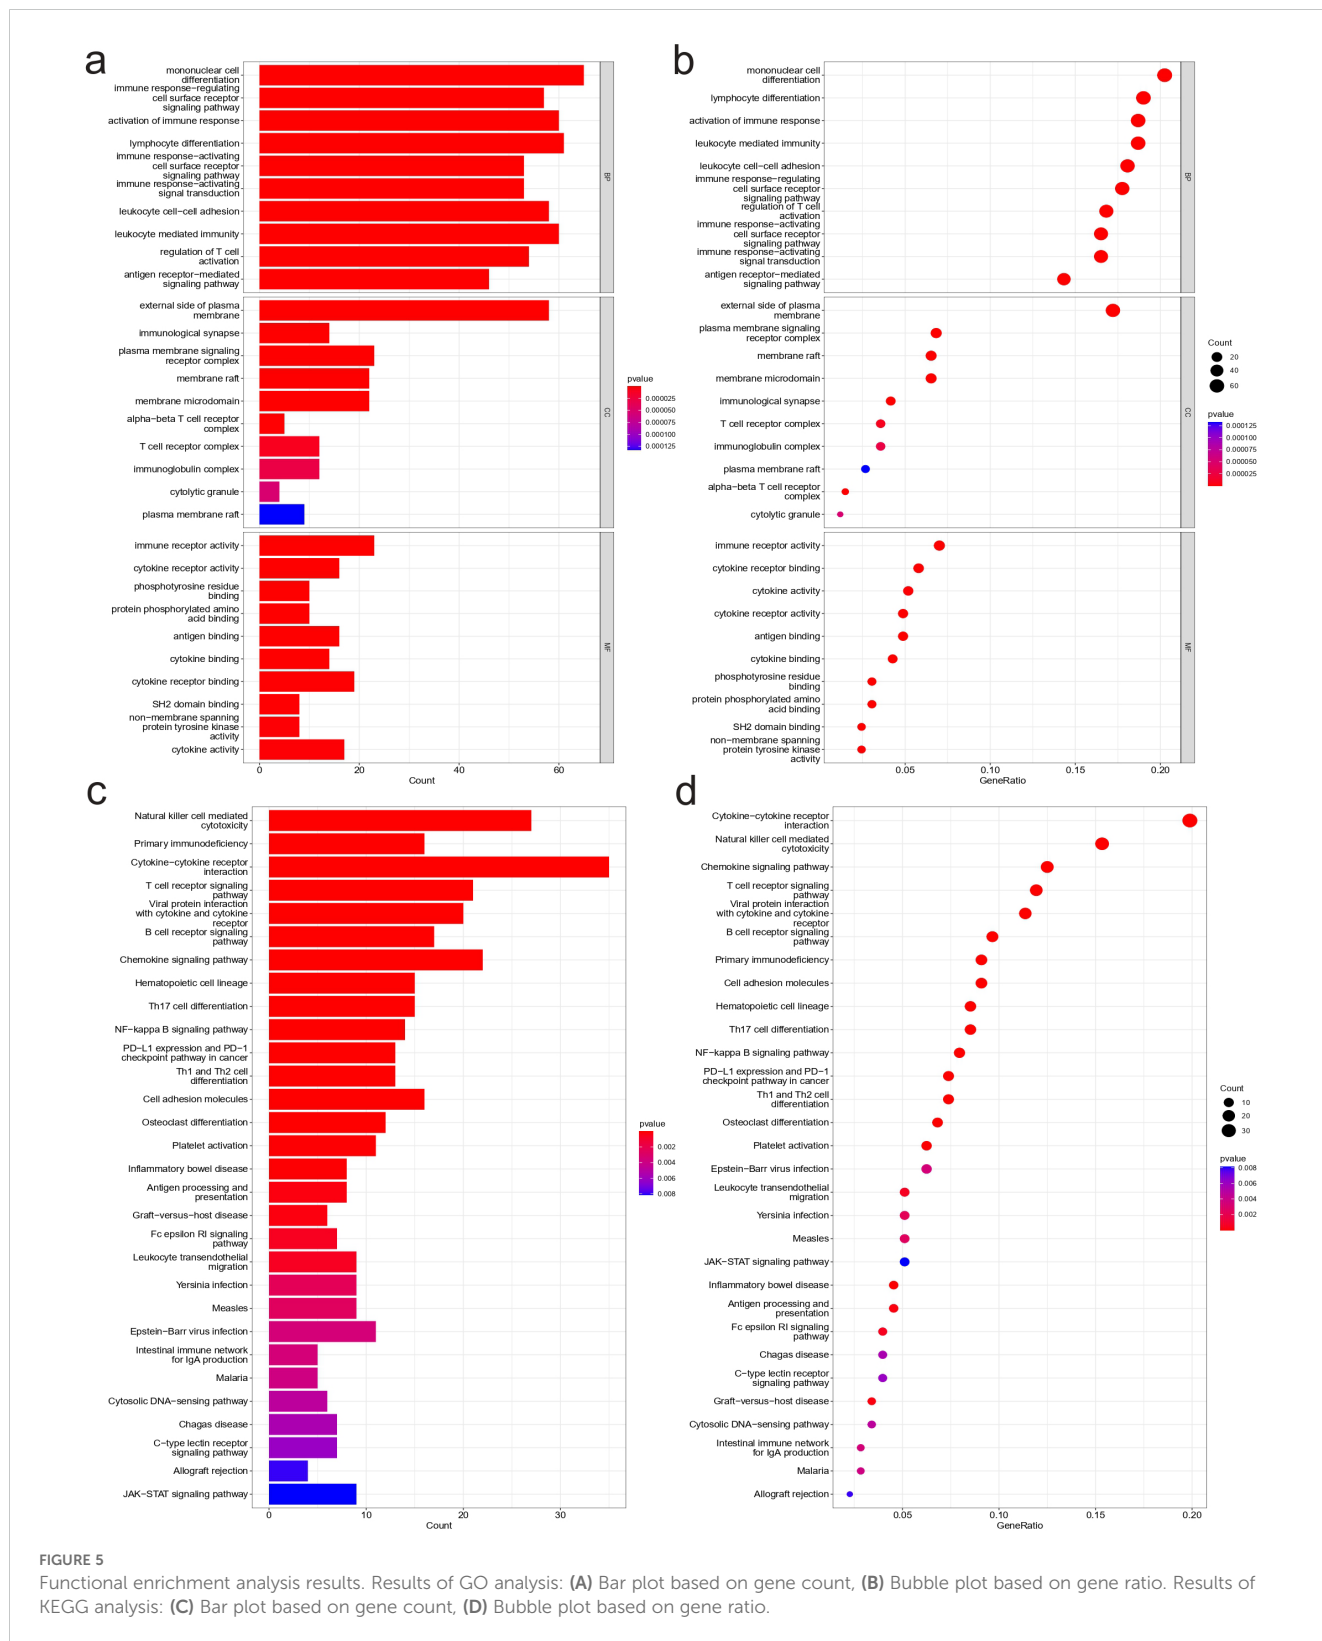 a
mononuclear cell
differentiation
immune response−regulating
cell surface receptor
signaling pathway
activation of immune response
lymphocyte differentiation
immune response−activating
cell surface receptor
signaling pathway
immune response−activating
signal transduction
leukocyte cell−cell adhesion
leukocyte mediated immunity
regulation of T cell
activation
antigen receptor−mediated
signaling pathway
BP
external side of plasma
membrane
immunological synapse
plasma membrane signaling
receptor complex
membrane raft
membrane microdomain
alpha−beta T cell receptor
complex
T cell receptor complex
immunoglobulin complex
cytolytic granule
plasma membrane raft
CC
immune receptor activity
cytokine receptor activity
phosphotyrosine residue
binding
protein phosphorylated amino
acid binding
antigen binding
cytokine binding
cytokine receptor binding
SH2 domain binding
non−membrane spanning
protein tyrosine kinase
activity
cytokine activity
MF
0 20 40 60
Count
pvalue
0.000025
0.000050
0.000075
0.000100
0.000125
b
mononuclear cell
differentiation
lymphocyte differentiation
activation of immune response
leukocyte mediated immunity
leukocyte cell−cell adhesion
immune response−regulating
cell surface receptor
signaling pathway
regulation of T cell
activation
immune response−activating
cell surface receptor
signaling pathway
immune response−activating
signal transduction
antigen receptor−mediated
signaling pathway
BP
external side of plasma
membrane
plasma membrane signaling
receptor complex
membrane raft
membrane microdomain
immunological synapse
T cell receptor complex
immunoglobulin complex
plasma membrane raft
alpha−beta T cell receptor
complex
cytolytic granule
CC
immune receptor activity
cytokine receptor binding
cytokine activity
cytokine receptor activity
antigen binding
cytokine binding
phosphotyrosine residue
binding
protein phosphorylated amino
acid binding
SH2 domain binding
non−membrane spanning
protein tyrosine kinase
activity
MF
0.05 0.10 0.15 0.20
GeneRatio
Count
20
40
60
pvalue
0.000125
0.000100
0.000075
0.000050
0.000025
c
Natural killer cell mediated
cytotoxicity
Primary immunodeficiency
Cytokine−cytokine receptor
interaction
T cell receptor signaling
pathway
Viral protein interaction
with cytokine and cytokine
receptor
B cell receptor signaling
pathway
Chemokine signaling pathway
Hematopoietic cell lineage
Th17 cell differentiation
NF−kappa B signaling pathway
PD−L1 expression and PD−1
checkpoint pathway in cancer
Th1 and Th2 cell
differentiation
Cell adhesion molecules
Osteoclast differentiation
Platelet activation
Inflammatory bowel disease
Antigen processing and
presentation
Graft−versus−host disease
Fc epsilon RI signaling
pathway
Leukocyte transendothelial
migration
Yersinia infection
Measles
Epstein−Barr virus infection
Intestinal immune network
for IgA production
Malaria
Cytosolic DNA−sensing pathway
Chagas disease
C−type lectin receptor
signaling pathway
Allograft rejection
JAK−STAT signaling pathway
0 10 20 30
Count
pvalue
0.002
0.004
0.006
0.008
d
Cytokine−cytokine receptor
interaction
Natural killer cell mediated
cytotoxicity
Chemokine signaling pathway
T cell receptor signaling
pathway
Viral protein interaction
with cytokine and cytokine
receptor
B cell receptor signaling
pathway
Primary immunodeficiency
Cell adhesion molecules
Hematopoietic cell lineage
Th17 cell differentiation
NF−kappa B signaling pathway
PD−L1 expression and PD−1
checkpoint pathway in cancer
Th1 and Th2 cell
differentiation
Osteoclast differentiation
Platelet activation
Epstein−Barr virus infection
Leukocyte transendothelial
migration
Yersinia infection
Measles
JAK−STAT signaling pathway
Inflammatory bowel disease
Antigen processing and
presentation
Fc epsilon RI signaling
pathway
Chagas disease
C−type lectin receptor
signaling pathway
Graft−versus−host disease
Cytosolic DNA−sensing pathway
Intestinal immune network
for IgA production
Malaria
Allograft rejection
0.05 0.10 0.15 0.20
GeneRatio
Count
10
20
30
pvalue
0.008
0.006
0.004
0.002
FIGURE 5
Functional enrichment analysis results. Results of GO analysis: (A) Bar plot based on gene count, (B) Bubble plot based on gene ratio. Results of
KEGG analysis: (C) Bar plot based on gene count, (D) Bubble plot based on gene ratio.